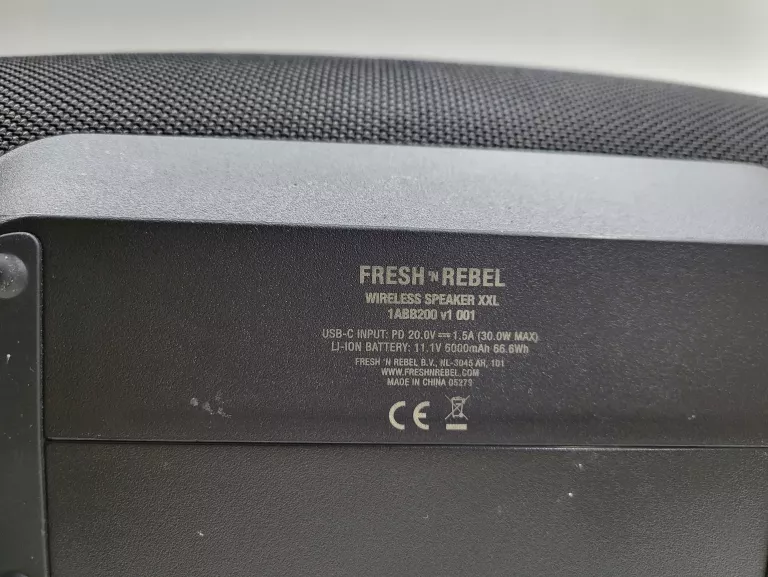 FRESH 'N REBEL
WIRELESS SPEAKER XXL
1ABB200 v1 001
USB-C INPUT: PD 20.0V⎓1.5A (30.0W MAX)
LI-ION BATTERY: 11.1V 6000mAh 66.6Wh
FRESH 'N REBEL B.V., NL-3045 AH, 101
WWW.FRESHNREBEL.COM
MADE IN CHINA 05279
CE